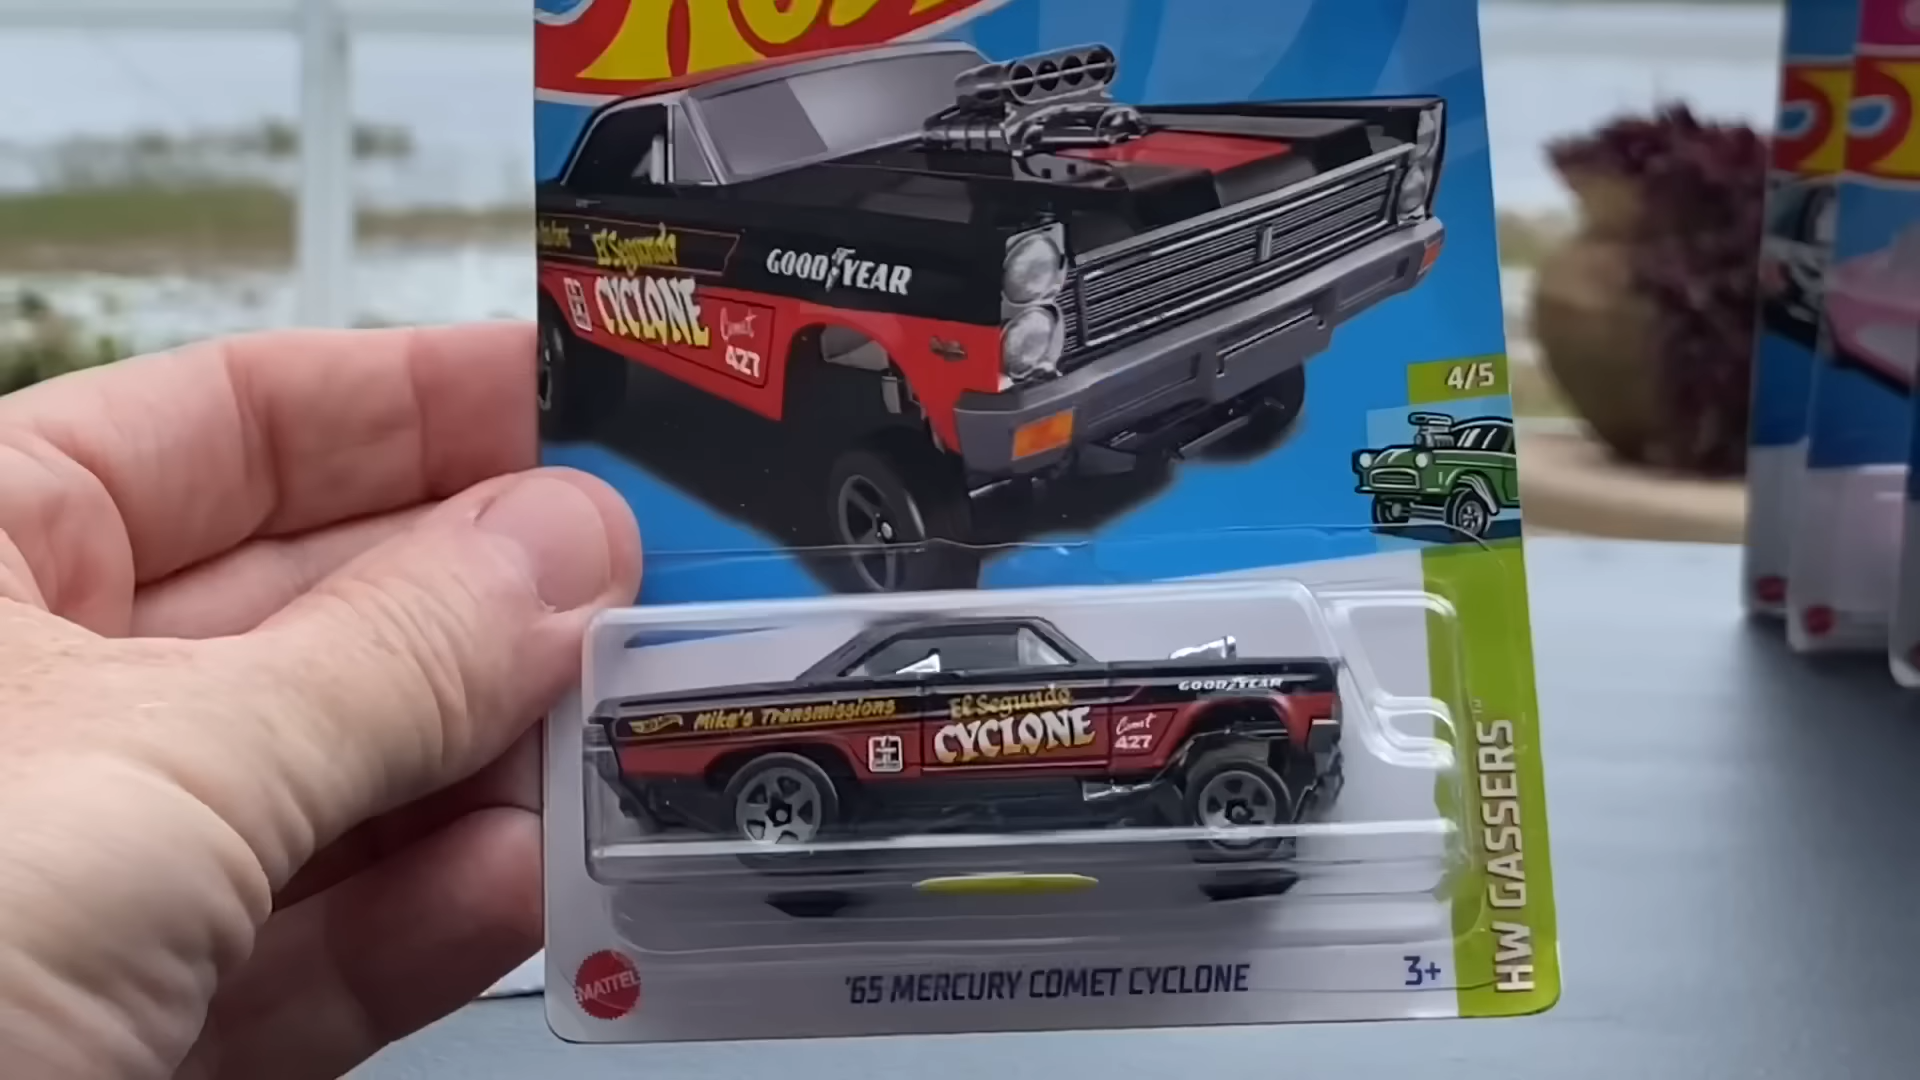 El Segundo
CYCLONE
Comet
427
GOODYEAR
4/5
Mike's Transmissions
El Segundo
CYCLONE
Comet
427
GOODYEAR
HW GASSERS™
MATTEL
'65 MERCURY COMET CYCLONE
3+